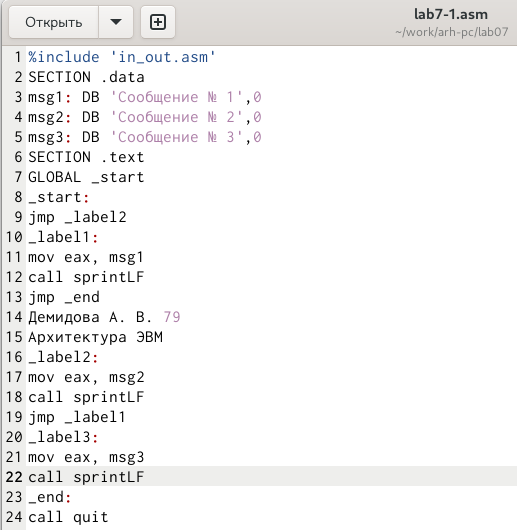 Открыть
lab7-1.asm
~/work/arh-pc/lab07
1 %include 'in_out.asm'
2 SECTION .data
3 msg1: DB 'Сообщение № 1',0
4 msg2: DB 'Сообщение № 2',0
5 msg3: DB 'Сообщение № 3',0
6 SECTION .text
7 GLOBAL _start
8 _start:
9 jmp _label2
10 _label1:
11 mov eax, msg1
12 call sprintLF
13 jmp _end
14 Демидова А. В. 79
15 Архитектура ЭВМ
16 _label2:
17 mov eax, msg2
18 call sprintLF
19 jmp _label1
20 _label3:
21 mov eax, msg3
22 call sprintLF
23 _end:
24 call quit